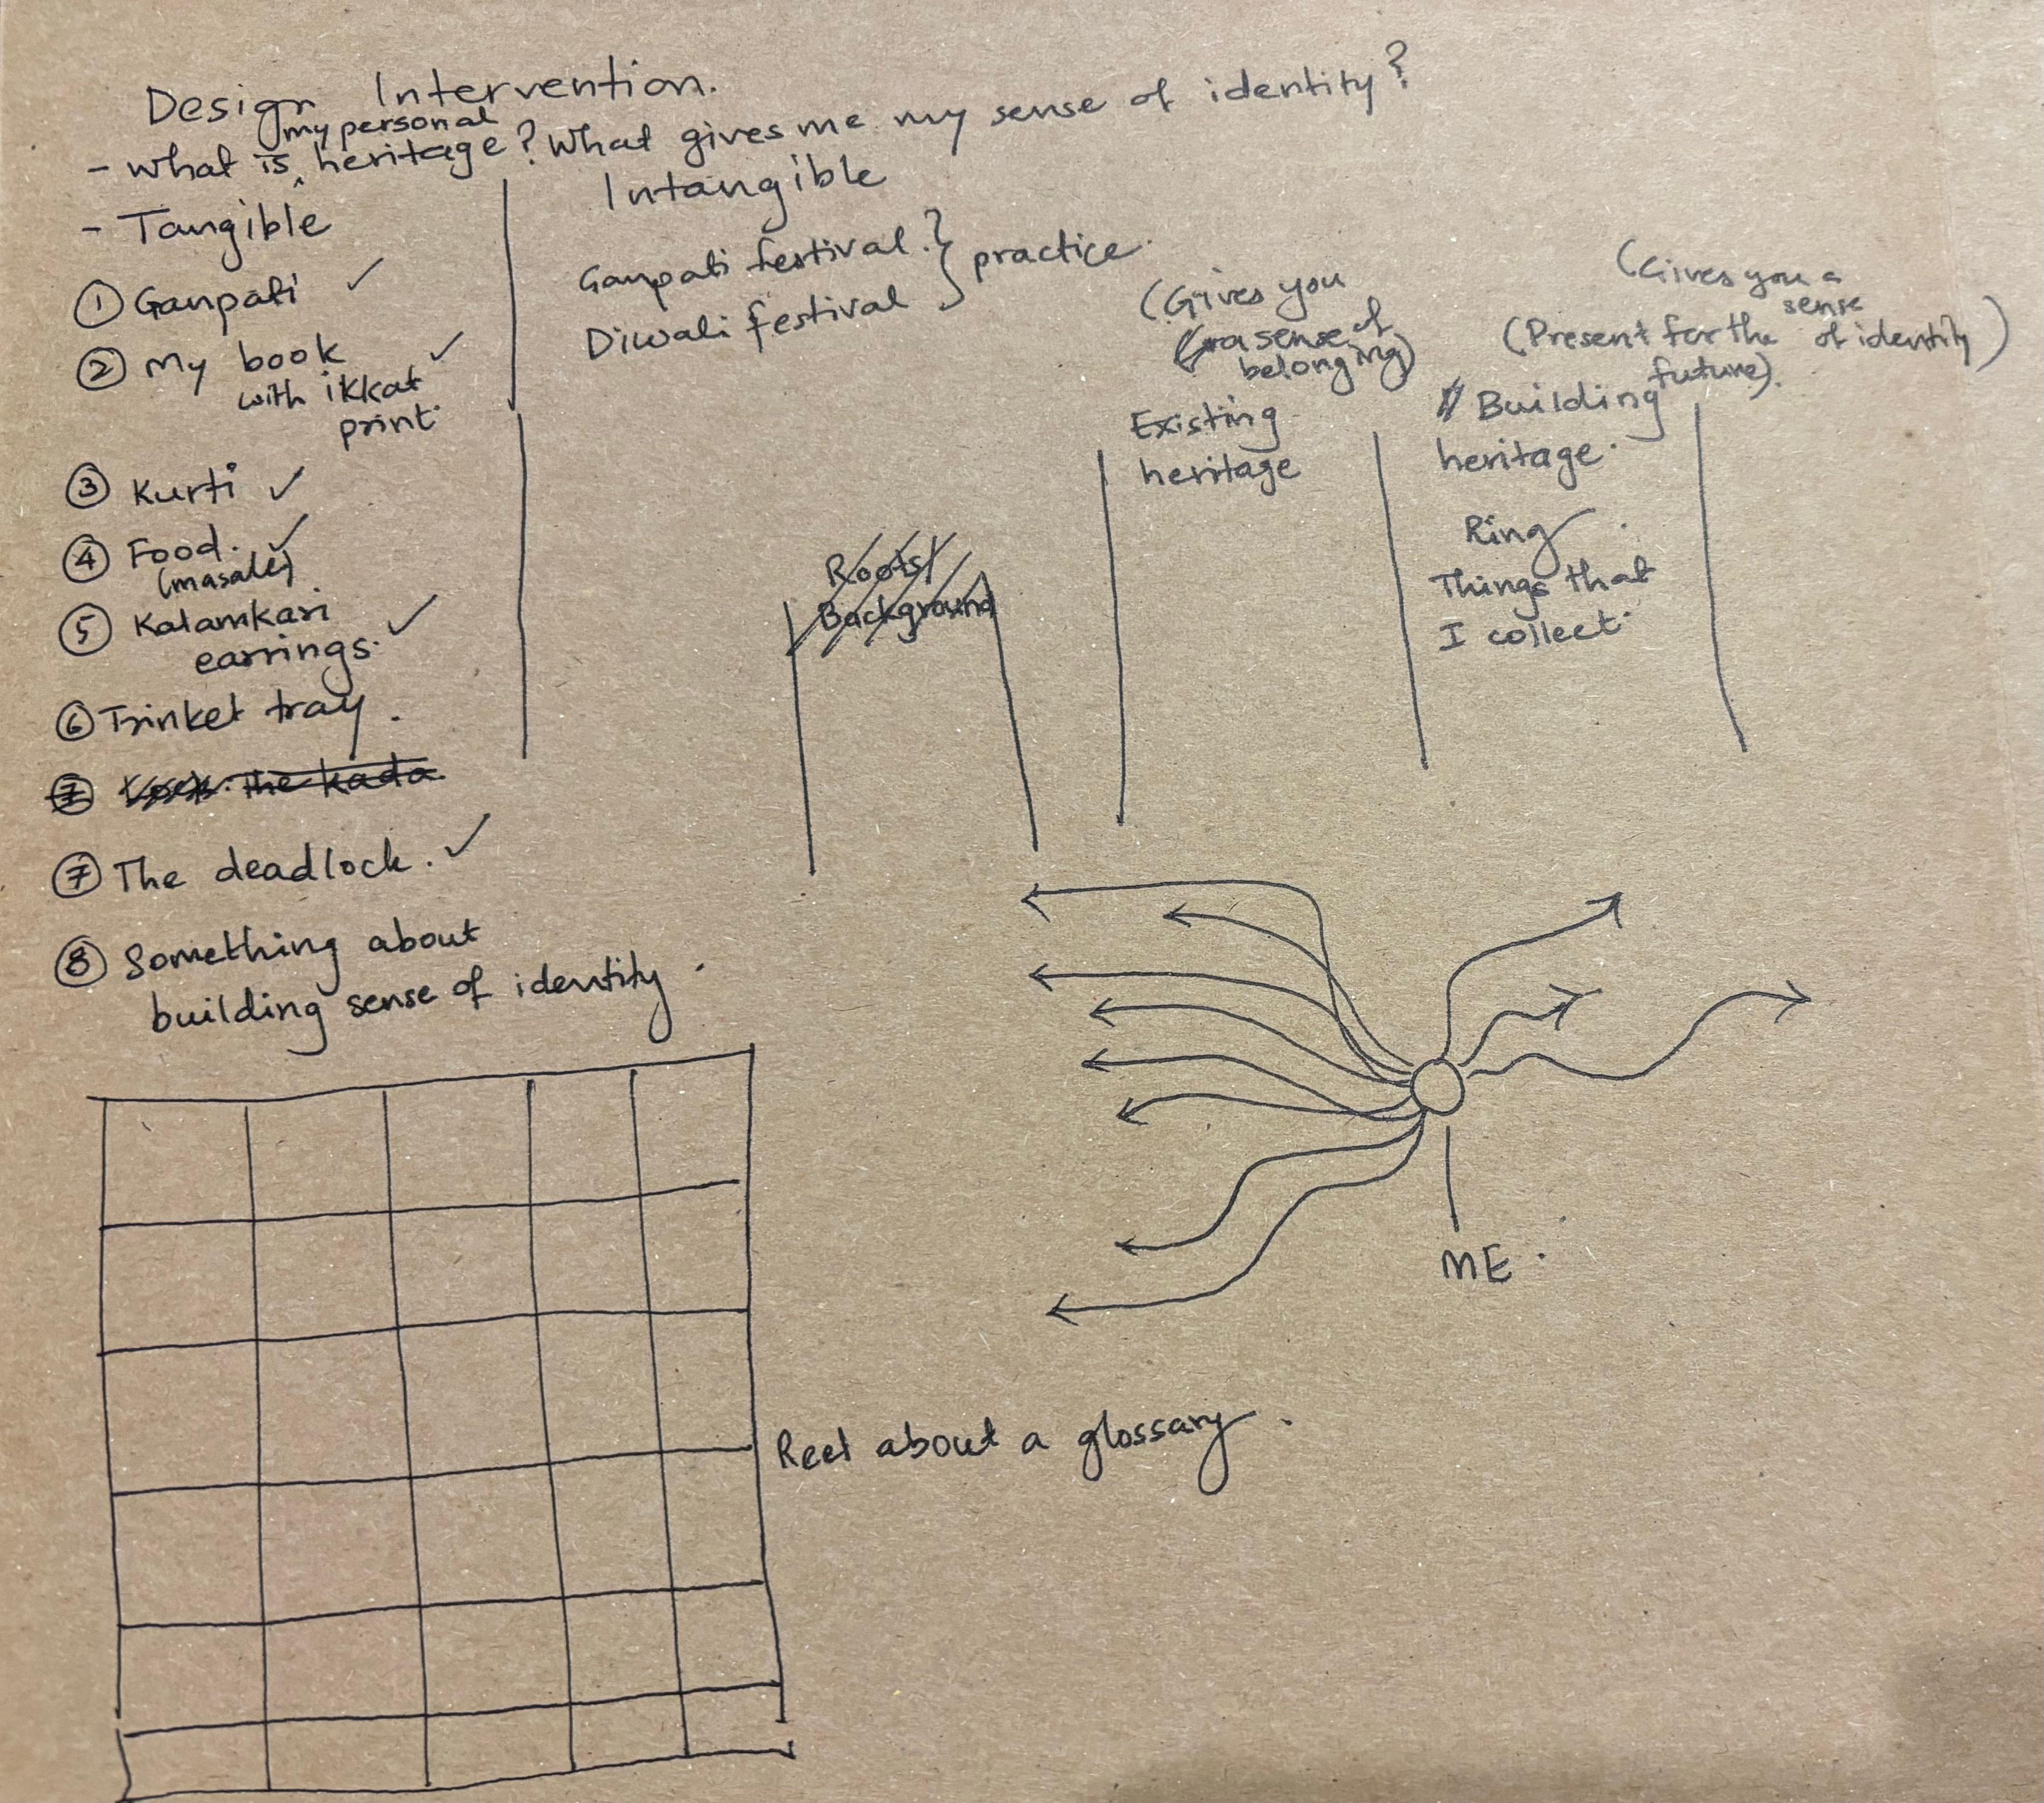 Design Intervention.
- What is my personal heritage? What gives me my sense of identity?
- Tangible
① Ganpati ✓
② My book ✓
with ikkat
print.
③ Kurti ✓
④ Food. ✓
(masale)
⑤ Kalamkari
earrings. ✓
⑥ Trinket tray.
⑦ The kada
⑦ The deadlock. ✓
⑧ Something about
building sense of identity.
Intangible
Ganpati festival.
Diwali festival
practice.
Roots/
Background
(Gives you
a sense of
belonging)
Existing
heritage
(Gives you a
sense
of identity)
(Present for the
future).
Building
heritage.
Ring
Things that
I collect.
ME.
Reel about a glossary.